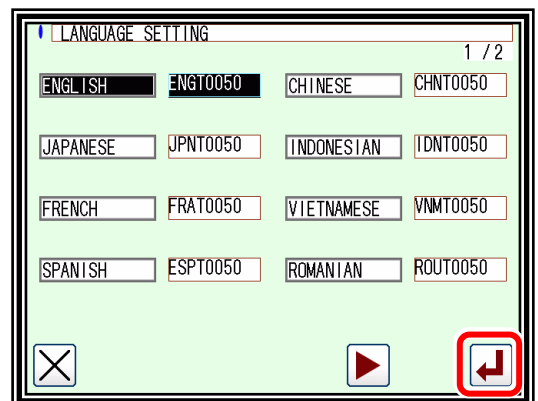 LANGUAGE SETTING
1 /2
ENGLISH ENGT0050 CHINESE CHNT0050
JAPANESE JPNT0050 INDONESIAN IDNT0050
FRENCH FRAT0050 VIETNAMESE VNMT0050
SPANISH ESPT0050 ROMANIAN ROUT0050